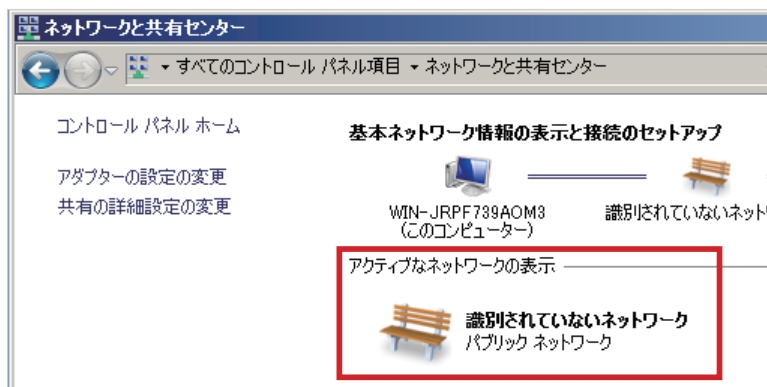 ネットワークと共有センター
すべてのコントロール パネル項目 ネットワークと共有センター
コントロール パネル ホーム
アダプターの設定の変更
共有の詳細設定の変更
基本ネットワーク情報の表示と接続のセットアップ
WIN-JRPF739AOM3
(このコンピューター)
識別されていないネット
アクティブなネットワークの表示
識別されていないネットワーク
パブリック ネットワーク